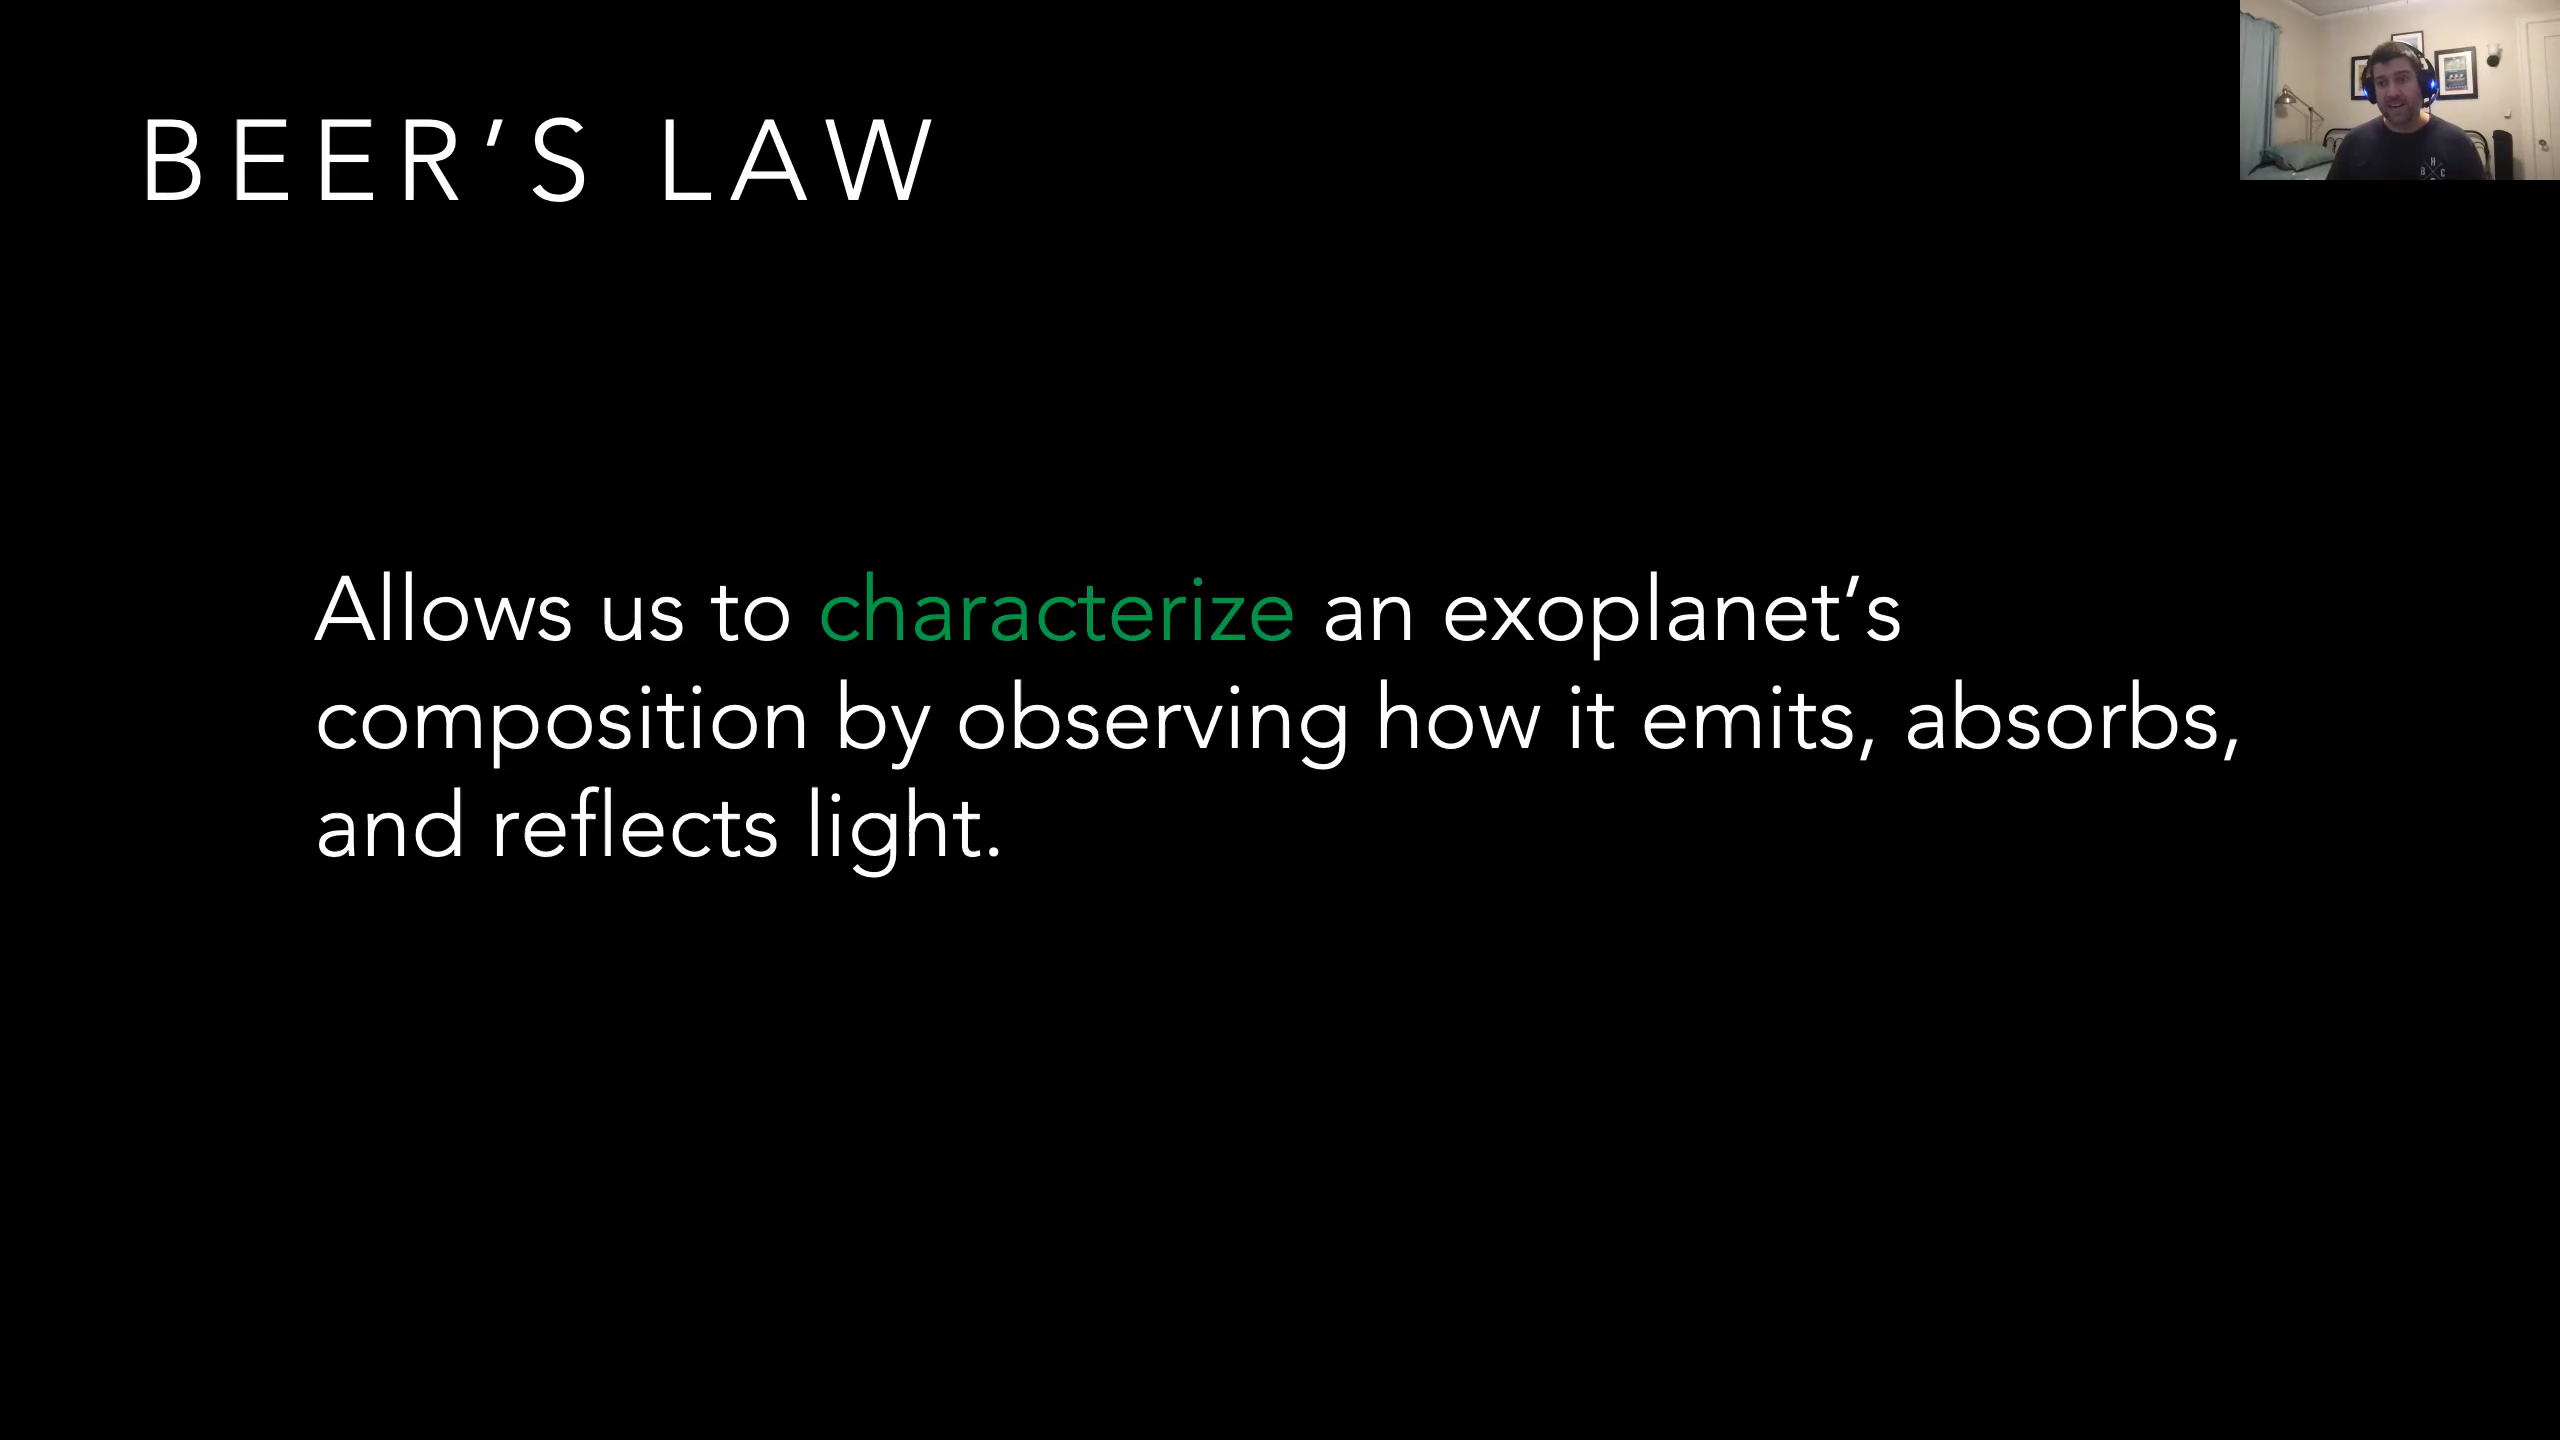 BEER’S LAW
Allows us to characterize an exoplanet’s
composition by observing how it emits, absorbs,
and reflects light.
H
B C